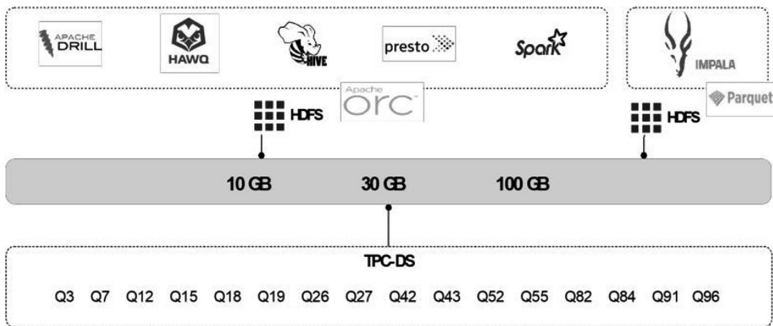 APACHE
DRILL
HAWQ
HIVE
presto
Spark
IMPALA
Apache
orc™
Parquet
HDFS
HDFS
10 GB 30 GB 100 GB
TPC-DS
Q3 Q7 Q12 Q15 Q18 Q19 Q26 Q27 Q42 Q43 Q52 Q55 Q82 Q84 Q91 Q96